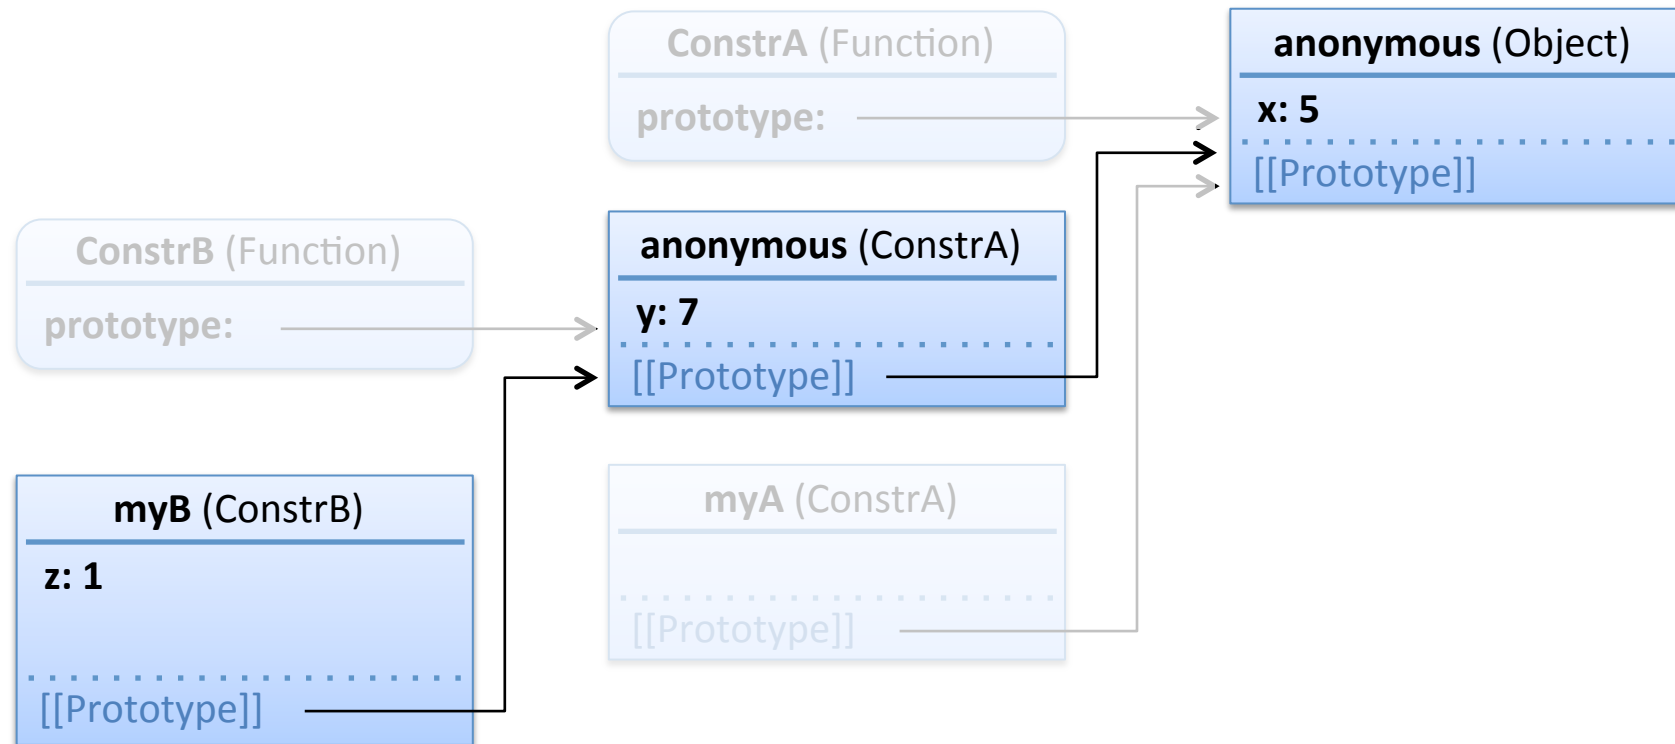 ConstrA (Function)
prototype:
anonymous (Object)
x: 5
[[Prototype]]
ConstrB (Function)
prototype:
anonymous (ConstrA)
y: 7
[[Prototype]]
myB (ConstrB)
z: 1
[[Prototype]]
myA (ConstrA)
[[Prototype]]